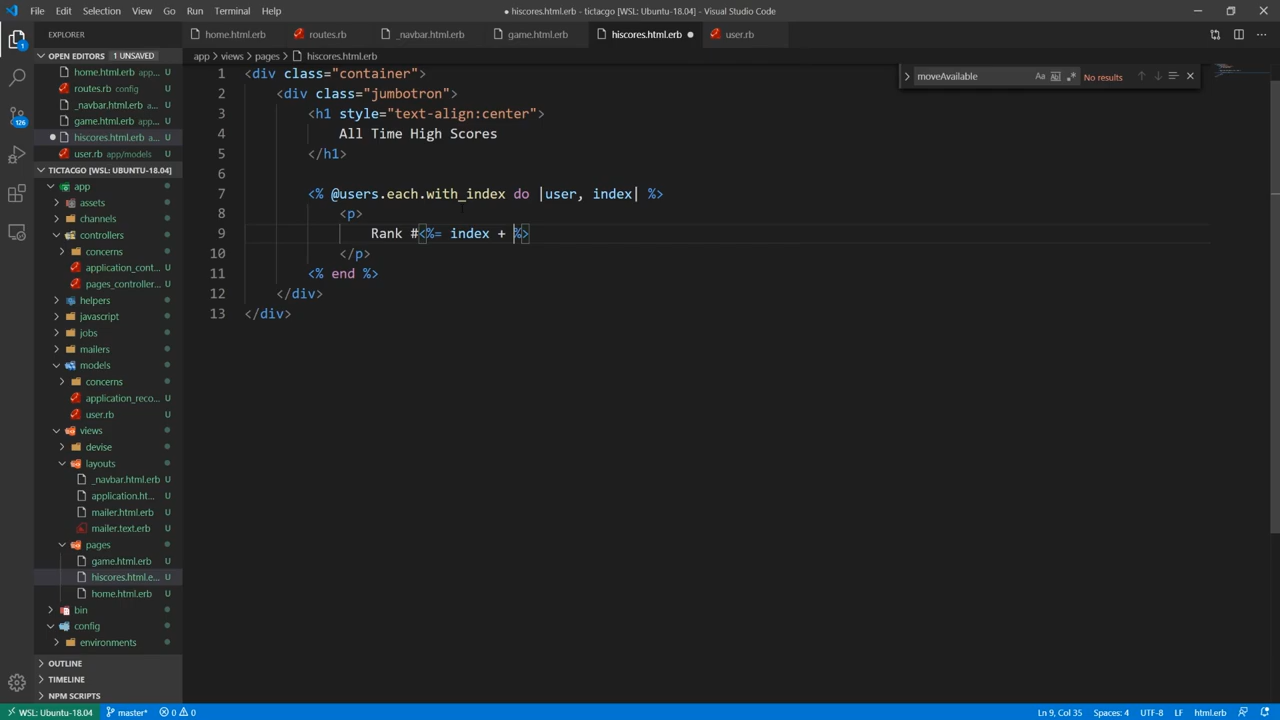 File Edit Selection View Go Run Terminal Help
● hiscores.html.erb - tictacgo [WSL: Ubuntu-18.04] - Visual Studio Code
EXPLORER
OPEN EDITORS 1 UNSAVED
home.html.erb app...
routes.rb config
_navbar.html.erb app...
game.html.erb app...
hiscores.html.erb a...
user.rb app/models
TICTACGO [WSL: UBUNTU-18.04]
app
assets
channels
controllers
concerns
application_cont...
pages_controller...
helpers
javascript
jobs
mailers
models
concerns
application_reco...
user.rb
views
devise
layouts
_navbar.html.erb
application.ht...
mailer.html.erb
mailer.text.erb
pages
game.html.erb
hiscores.html.e...
home.html.erb
bin
config
environments
OUTLINE
TIMELINE
NPM SCRIPTS
1
126
home.html.erb routes.rb _navbar.html.erb game.html.erb hiscores.html.erb user.rb
app > views > pages > hiscores.html.erb
moveAvailable Aa Ab .* No results
1 <div class="container">
2 <div class="jumbotron">
3 <h1 style="text-align:center">
4 All Time High Scores
5 </h1>
6
7 <% @users.each.with_index do |user, index| %>
8 <p>
9 Rank #<%= index + %>
10 </p>
11 <% end %>
12 </div>
13 </div>
WSL: Ubuntu-18.04 master* 0 0 Ln 9, Col 35 Spaces: 4 UTF-8 LF html.erb